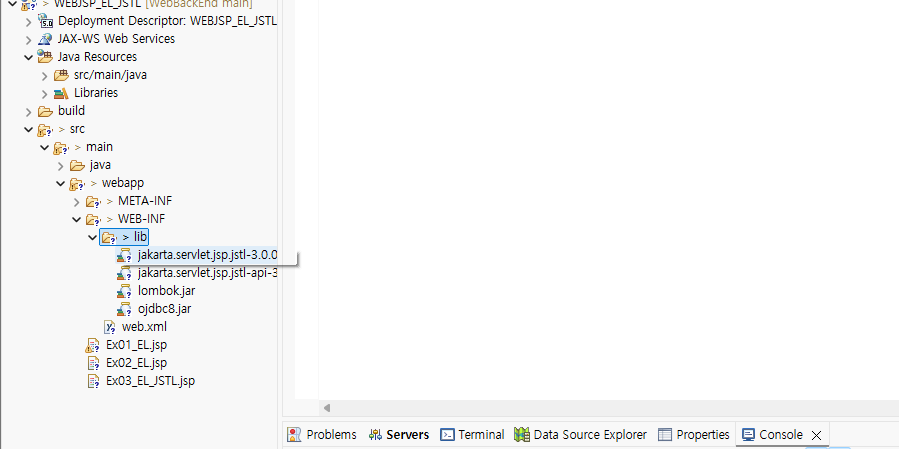 WEBJSP_EL_JSTL [WebBackEnd main]
Deployment Descriptor: WEBJSP_EL_JSTL
JAX-WS Web Services
Java Resources
src/main/java
Libraries
build
> src
> main
java
> webapp
> META-INF
> WEB-INF
> lib
jakarta.servlet.jsp.jstl-3.0.0
jakarta.servlet.jsp.jstl-api-3
lombok.jar
ojdbc8.jar
web.xml
Ex01_EL.jsp
Ex02_EL.jsp
Ex03_EL_JSTL.jsp
Problems Servers Terminal Data Source Explorer Properties Console